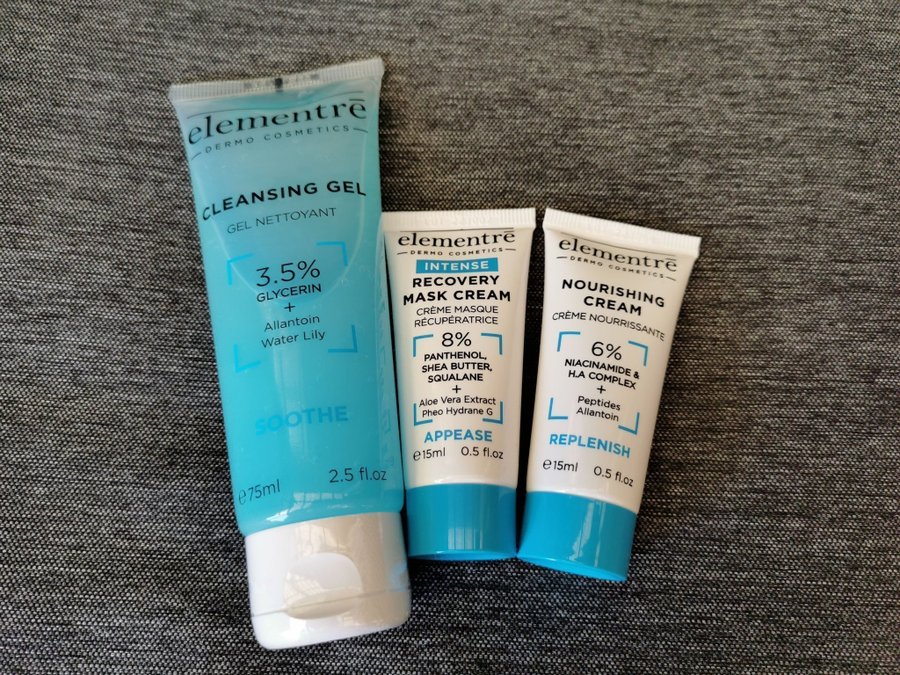 elementrē
DERMO COSMETICS
CLEANSING GEL
GEL NETTOYANT
3.5%
GLYCERIN
+
Allantoin
Water Lily
SOOTHE
℮75ml 2.5 fl.oz
elementrē
DERMO COSMETICS
INTENSE
RECOVERY
MASK CREAM
CRÈME MASQUE
RÉCUPÉRATRICE
8%
PANTHENOL,
SHEA BUTTER,
SQUALANE
+
Aloe Vera Extract
Pheo Hydrane G
APPEASE
℮15ml 0.5 fl.oz
elementrē
DERMO COSMETICS
NOURISHING
CREAM
CRÈME NOURRISSANTE
6%
NIACINAMIDE &
H.A COMPLEX
+
Peptides
Allantoin
REPLENISH
℮15ml 0.5 fl.oz